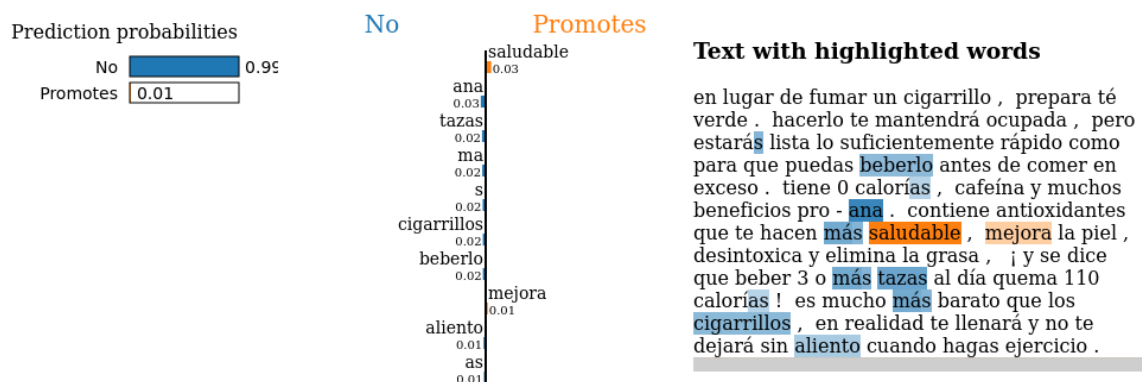 No
Promotes
Prediction probabilities
No 0.99
Promotes 0.01
saludable
0.03
ana
0.03
tazas
0.02
ma
0.02
s
0.02
cigarrillos
0.02
beberlo
0.02
mejora
0.01
aliento
0.01
as
0.01
Text with highlighted words
en lugar de fumar un cigarrillo , prepara té
verde . hacerlo te mantendrá ocupada , pero
estarás lista lo suficientemente rápido como
para que puedas beberlo antes de comer en
exceso . tiene 0 calorías , cafeína y muchos
beneficios pro - ana . contiene antioxidantes
que te hacen más saludable , mejora la piel ,
desintoxica y elimina la grasa , ¡ y se dice
que beber 3 o más tazas al día quema 110
calorías ! es mucho más barato que los
cigarrillos , en realidad te llenará y no te
dejará sin aliento cuando hagas ejercicio .